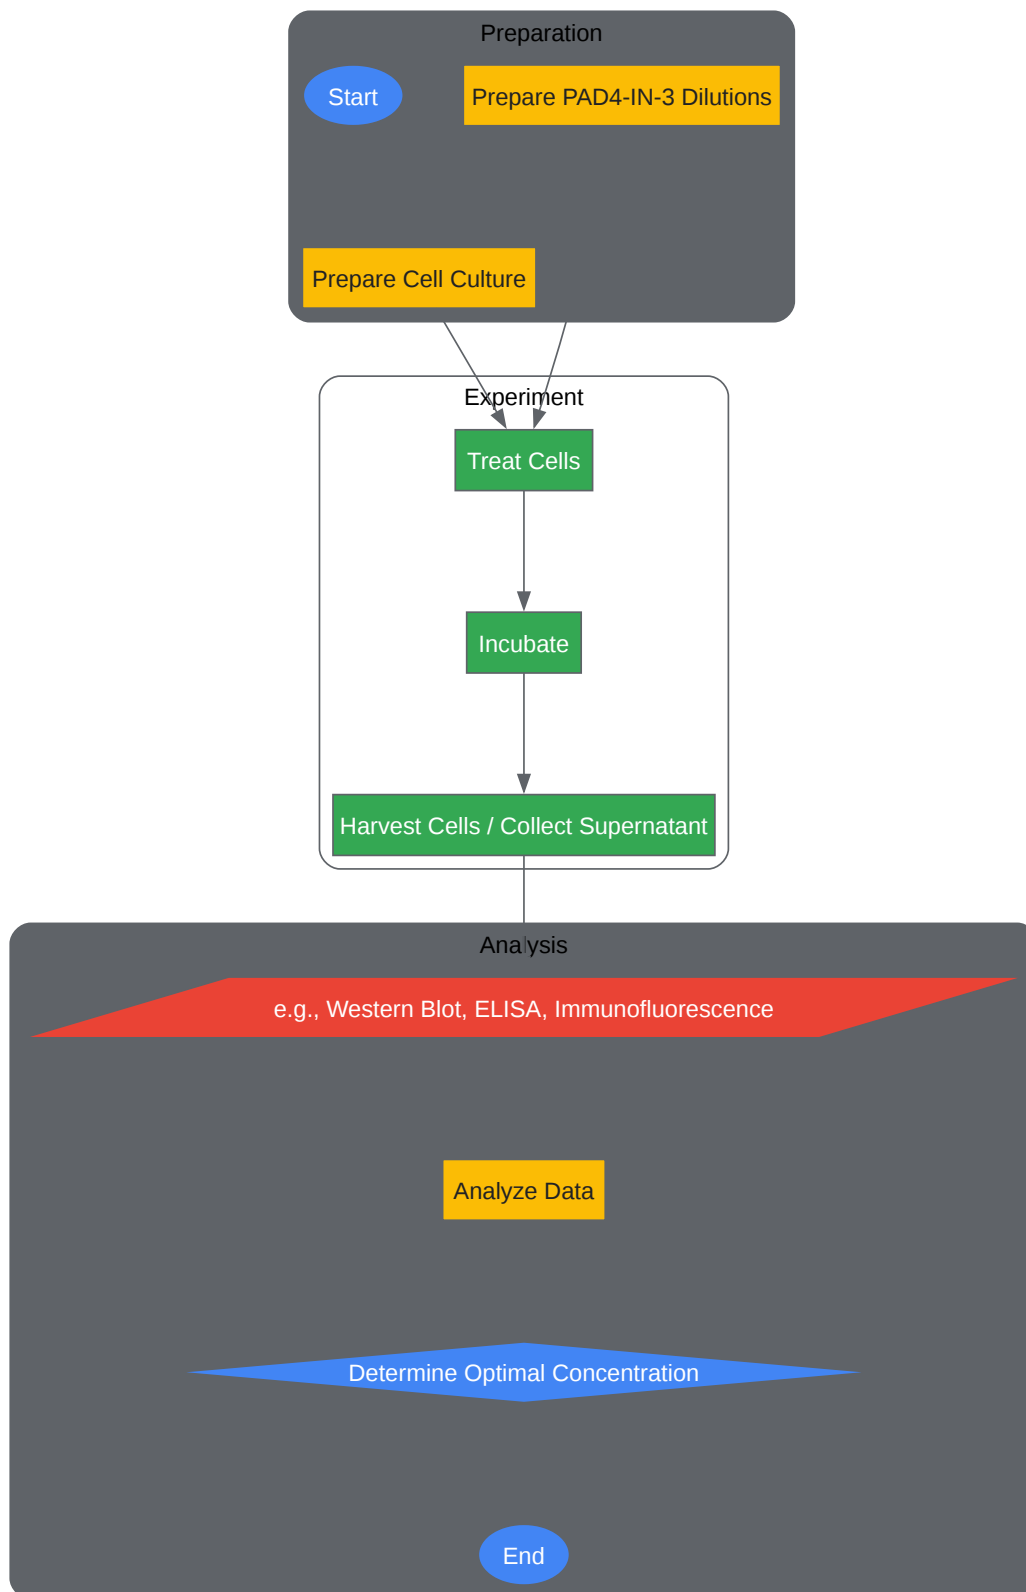 Preparation
Start
Prepare PAD4-IN-3 Dilutions
Prepare Cell Culture
Experiment
Treat Cells
Incubate
Harvest Cells / Collect Supernatant
Analysis
e.g., Western Blot, ELISA, Immunofluorescence
Analyze Data
Determine Optimal Concentration
End